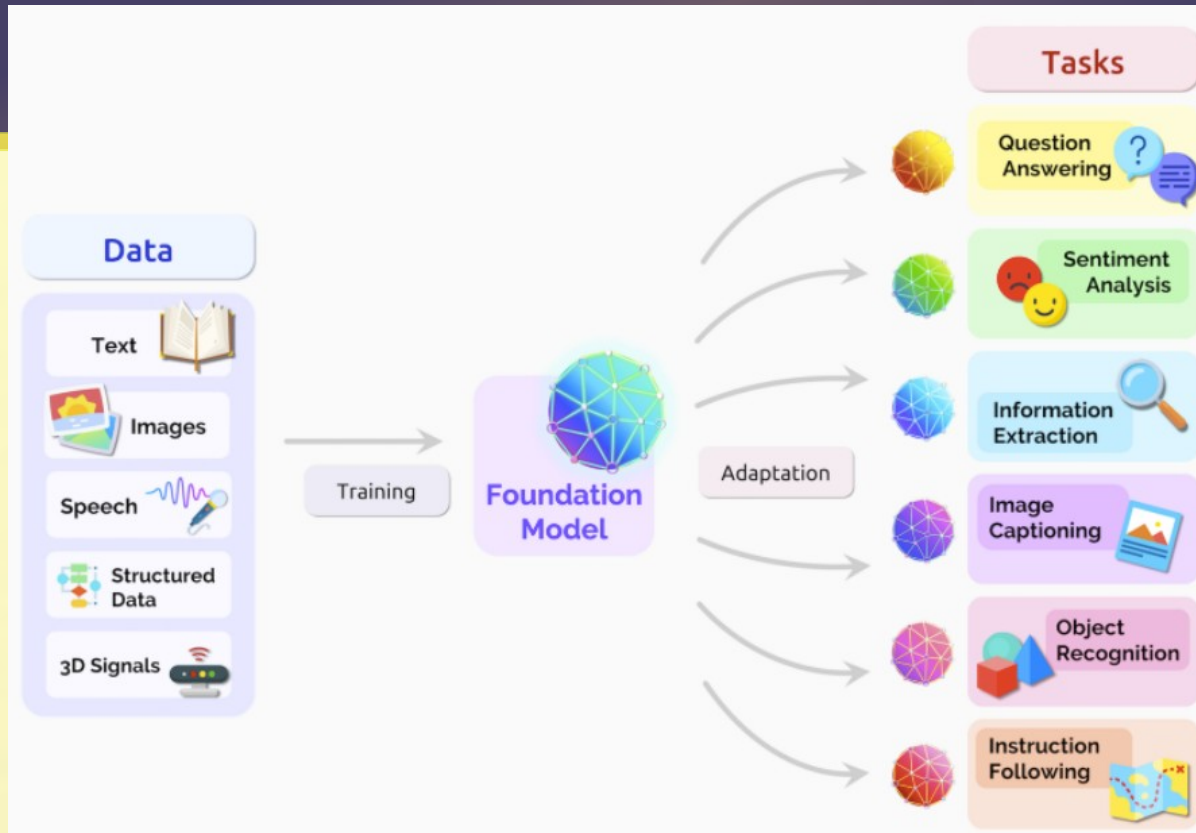 Data
Text
Images
Speech
Structured
Data
3D Signals
Training
Foundation
Model
Adaptation
Tasks
Question
Answering
?
Sentiment
Analysis
Information
Extraction
Image
Captioning
Object
Recognition
Instruction
Following